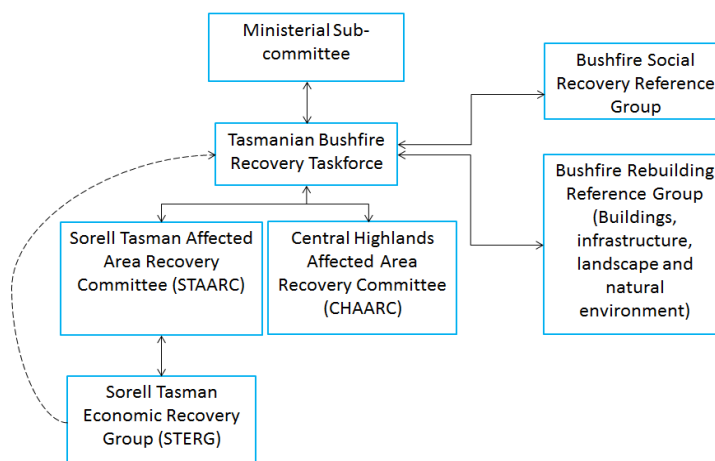 Ministerial Sub-
committee
Bushfire Social
Recovery Reference
Group
Tasmanian Bushfire
Recovery Taskforce
Bushfire Rebuilding
Reference Group
(Buildings,
infrastructure,
landscape and
natural
environment)
Sorell Tasman Affected
Area Recovery
Committee (STAARC)
Central Highlands
Affected Area
Recovery Committee
(CHAARC)
Sorell Tasman
Economic Recovery
Group (STERG)